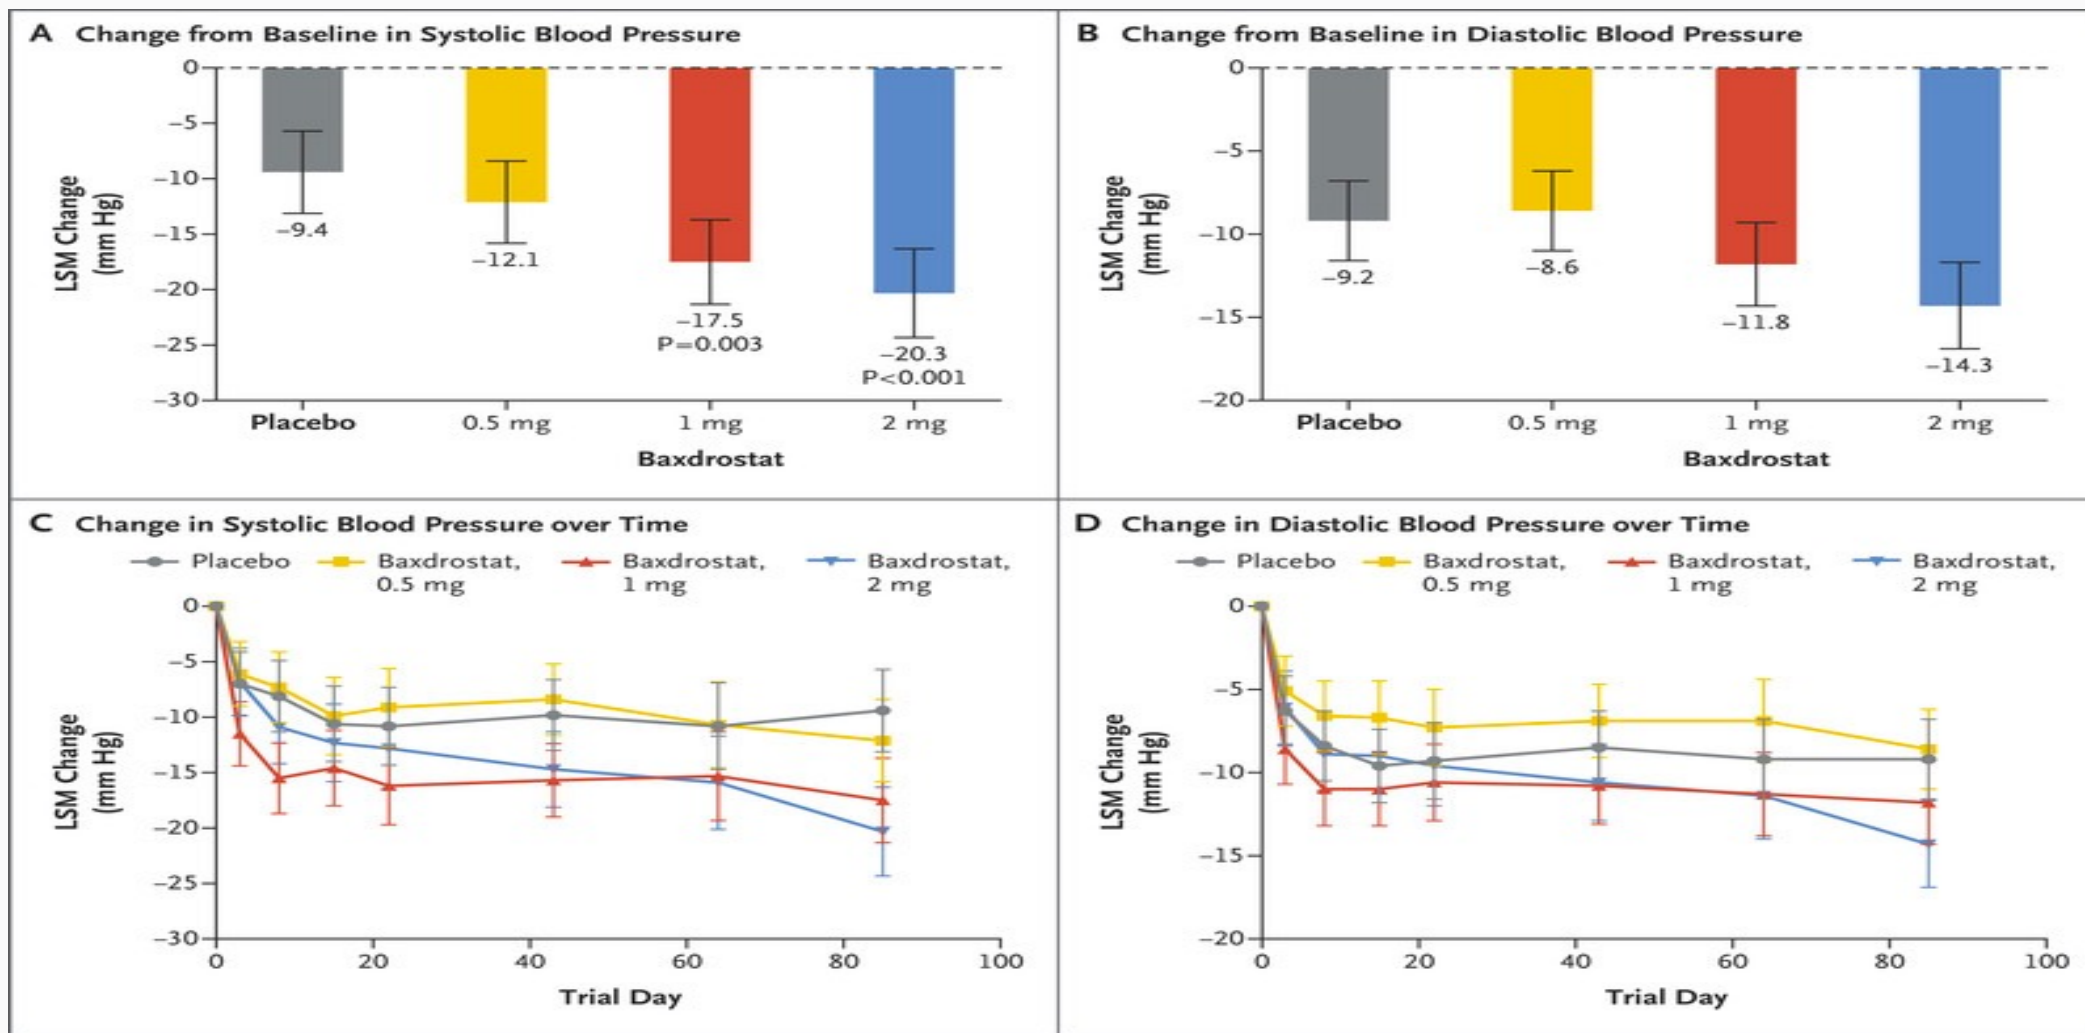 A Change from Baseline in Systolic Blood Pressure
0
−5
−10
−15
−20
−25
−30
LSM Change
(mm Hg)
−9.4
−12.1
−17.5
P=0.003
−20.3
P<0.001
Placebo 0.5 mg 1 mg 2 mg
Baxdrostat
B Change from Baseline in Diastolic Blood Pressure
0
−5
−10
−15
−20
LSM Change
(mm Hg)
−9.2
−8.6
−11.8
−14.3
Placebo 0.5 mg 1 mg 2 mg
Baxdrostat
C Change in Systolic Blood Pressure over Time
Placebo Baxdrostat, Baxdrostat, Baxdrostat,
0.5 mg 1 mg 2 mg
0
−5
−10
−15
−20
−25
−30
LSM Change
(mm Hg)
0 20 40 60 80 100
Trial Day
D Change in Diastolic Blood Pressure over Time
Placebo Baxdrostat, Baxdrostat, Baxdrostat,
0.5 mg 1 mg 2 mg
0
−5
−10
−15
−20
LSM Change
(mm Hg)
0 20 40 60 80 100
Trial Day